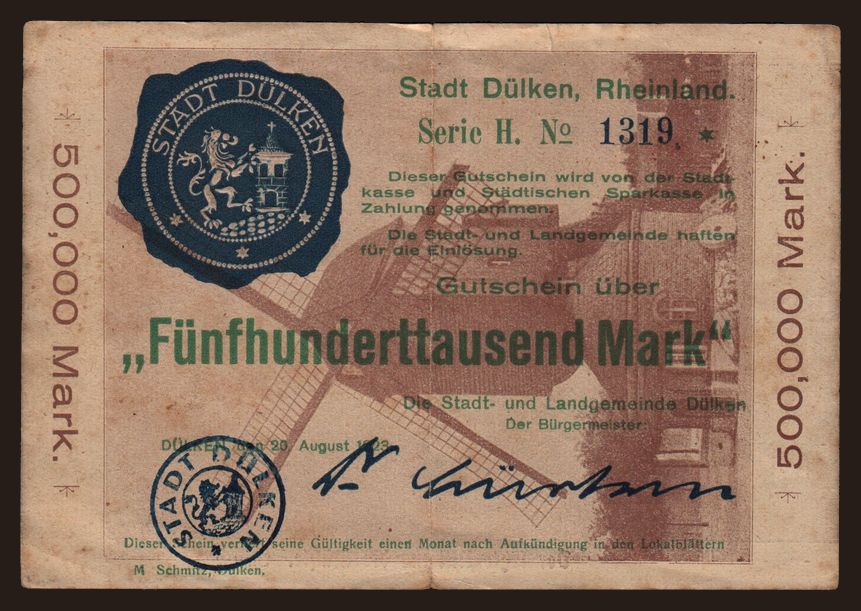 STADT DÜLKEN
Stadt Dülken, Rheinland.
Serie H. No 1319 *
Dieser Gutschein wird von der Stadt-
kasse und Städtischen Sparkasse in
Zahlung genommen.
Die Stadt- und Landgemeinde haften
für die Einlösung.
Gutschein über
„Fünfhunderttausend Mark“
Die Stadt- und Landgemeinde Dülken
Der Bürgermeister:
DÜLKEN, den 20. August 1923
STADT DÜLKEN
Dieser Schein verliert seine Gültigkeit einen Monat nach Aufkündigung in den Lokalblättern
M Schmitz, Dülken.
500,000 Mark.
500,000 Mark.